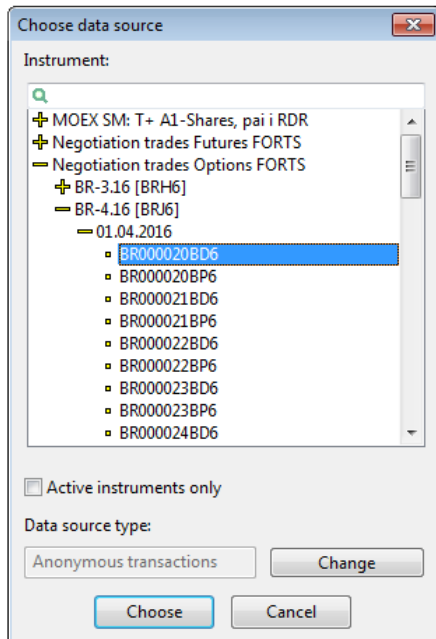 Choose data source
Instrument:
MOEX SM: T+ A1-Shares, pai i RDR
Negotiation trades Futures FORTS
Negotiation trades Options FORTS
BR-3.16 [BRH6]
BR-4.16 [BRJ6]
01.04.2016
BR000020BD6
BR000020BP6
BR000021BD6
BR000021BP6
BR000022BD6
BR000022BP6
BR000023BD6
BR000023BP6
BR000024BD6
Active instruments only
Data source type:
Anonymous transactions Change
Choose Cancel